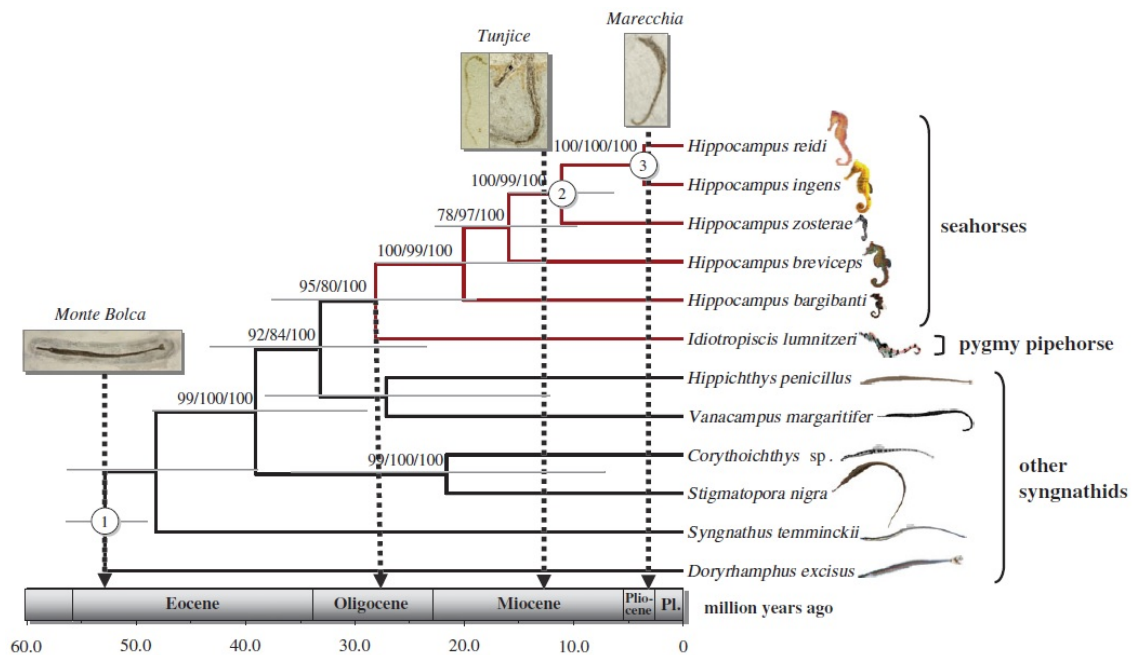 Marecchia
Tunjice
100/100/100
Hippocampus reidi
3
100/99/100
2
Hippocampus ingens
78/97/100
Hippocampus zosterae
seahorses
100/99/100
Hippocampus breviceps
95/80/100
Hippocampus bargibanti
Monte Bolca
92/84/100
Idiotropiscis lumnitzeri
pygmy pipehorse
Hippichthys penicillus
99/100/100
Vanacampus margaritifer
99/100/100
Corythoichthys sp.
other
syngnathids
Stigmatopora nigra
1
Syngnathus temminckii
Doryrhamphus excisus
Eocene Oligocene Miocene Plio-
cene Pl. million years ago
60.0 50.0 40.0 30.0 20.0 10.0 0